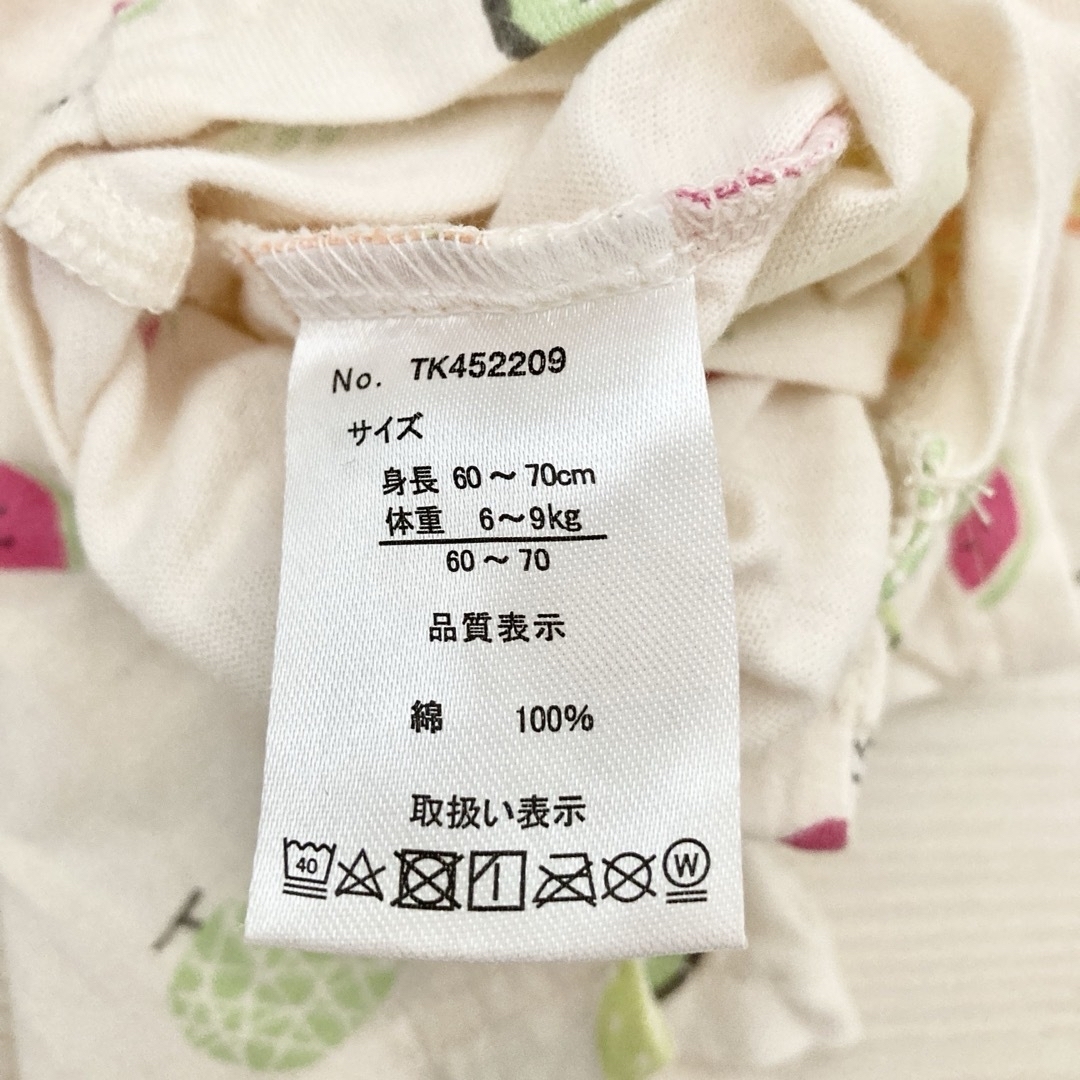 No. TK452209
サイズ
身長 60～70cm
体重 6～9kg
60～70
品質表示
綿 100%
取扱い表示
40 W